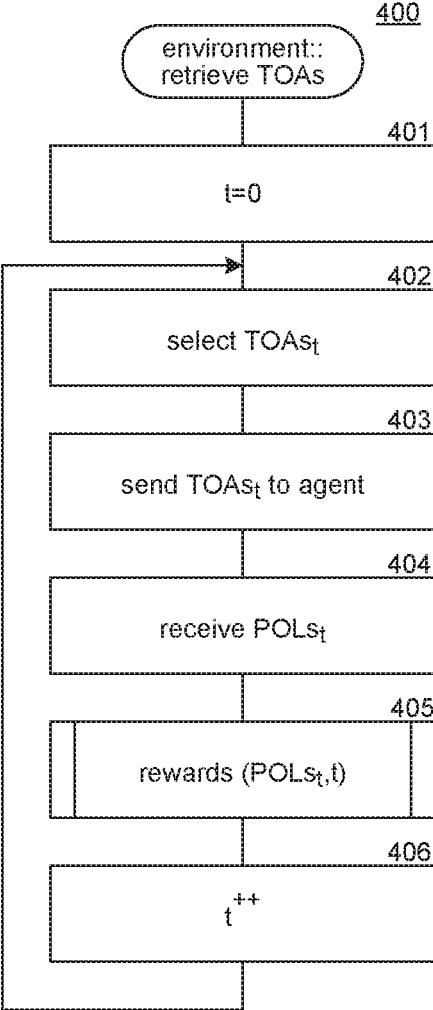 400
environment::
retrieve TOAs
401
t=0
402
select TOAsₜ
403
send TOAsₜ to agent
404
receive POLsₜ
405
rewards (POLsₜ,t)
406
t⁺⁺